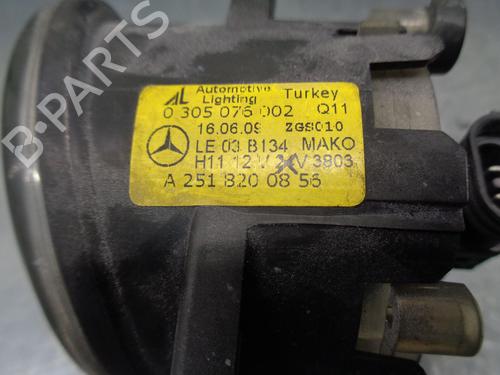 B-PARTS
AL Automotive Lighting Turkey
0 305 076 002 Q11
16.06.09 ZGS010
LE 03 B134 MAKO
H11 12 V 24 V 3803
A 251 820 08 56